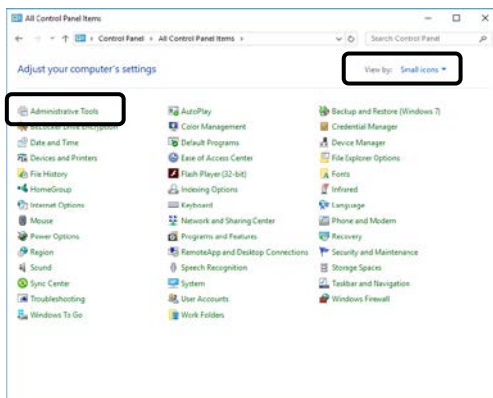 All Control Panel Items
Control Panel > All Control Panel Items >
Search Control Panel
Adjust your computer's settings
View by: Small icons
Administrative Tools
AutoPlay
Backup and Restore (Windows 7)
BitLocker Drive Encryption
Color Management
Credential Manager
Date and Time
Default Programs
Device Manager
Devices and Printers
Ease of Access Center
File Explorer Options
File History
Flash Player (32-bit)
Fonts
HomeGroup
Indexing Options
Infrared
Internet Options
Keyboard
Language
Mouse
Network and Sharing Center
Phone and Modem
Power Options
Programs and Features
Recovery
Region
RemoteApp and Desktop Connections
Security and Maintenance
Sound
Speech Recognition
Storage Spaces
Sync Center
System
Taskbar and Navigation
Troubleshooting
User Accounts
Windows Firewall
Windows To Go
Work Folders